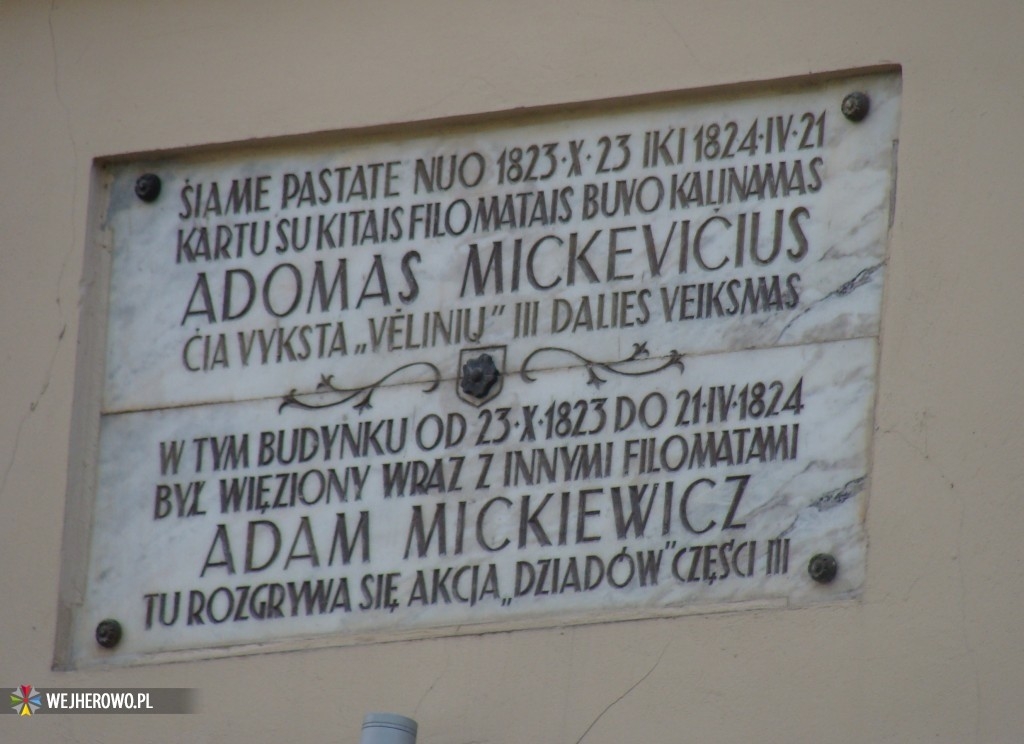 ŠIAME PASTATE NUO 1823·X·23 IKI 1824·IV·21
KARTU SU KITAIS FILOMATAIS BUVO KALINAMAS
ADOMAS MICKEVIČIUS
ČIA VYKSTA „VĖLINIŲ” III DALIES VEIKSMAS
W TYM BUDYNKU OD 23·X·1823 DO 21·IV·1824
BYŁ WIĘZIONY WRAZ Z INNYMI FILOMATAMI
ADAM MICKIEWICZ
TU ROZGRYWA SIĘ AKCJA „DZIADÓW” CZĘŚCI III
WEJHEROWO.PL